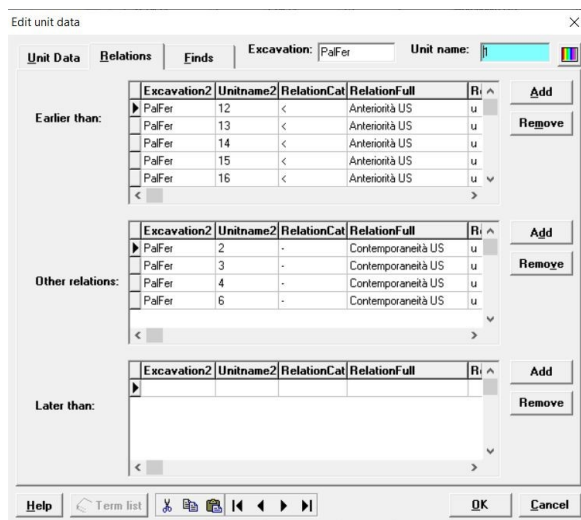 Edit unit data
Unit Data Relations Finds Excavation: PalFer Unit name: 1
Earlier than:
Excavation2 Unitname2 RelationCat RelationFull
PalFer 12 < Anteriorità US u
PalFer 13 < Anteriorità US u
PalFer 14 < Anteriorità US u
PalFer 15 < Anteriorità US u
PalFer 16 < Anteriorità US u
Add
Remove
Other relations:
Excavation2 Unitname2 RelationCat RelationFull
PalFer 2 - Contemporaneità US u
PalFer 3 - Contemporaneità US u
PalFer 4 - Contemporaneità US u
PalFer 6 - Contemporaneità US u
Add
Remove
Later than:
Excavation2 Unitname2 RelationCat RelationFull
Add
Remove
Help Term list OK Cancel